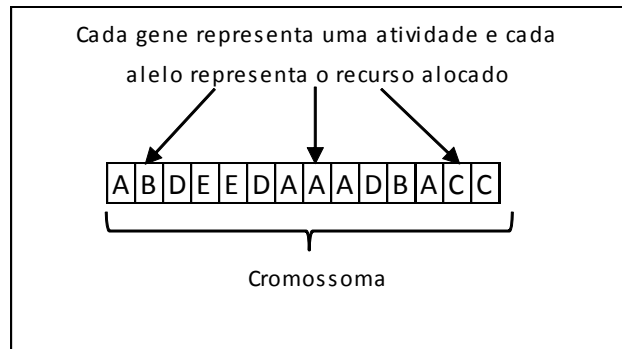 Cada gene representa uma atividade e cada
alelo representa o recurso alocado
A B D E E D A A A D B A C C
Cromossoma